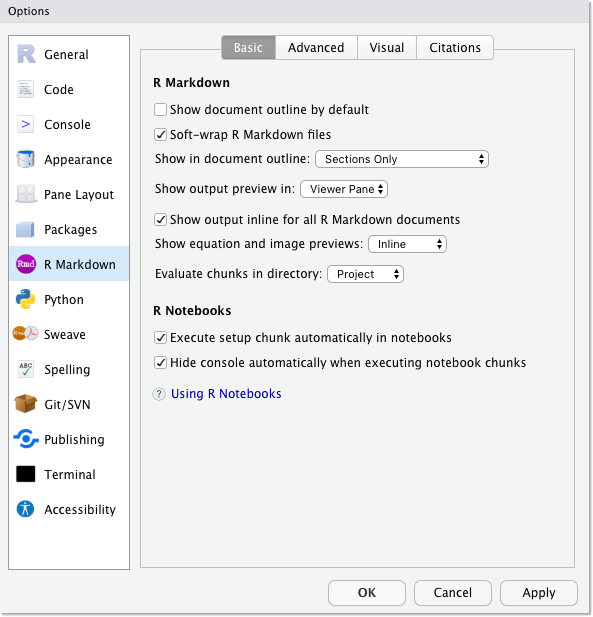 Options
General
Code
Console
Appearance
Pane Layout
Packages
R Markdown
Python
Sweave
Spelling
Git/SVN
Publishing
Terminal
Accessibility
Basic Advanced Visual Citations
R Markdown
Show document outline by default
Soft-wrap R Markdown files
Show in document outline: Sections Only
Show output preview in: Viewer Pane
Show output inline for all R Markdown documents
Show equation and image previews: Inline
Evaluate chunks in directory: Project
R Notebooks
Execute setup chunk automatically in notebooks
Hide console automatically when executing notebook chunks
? Using R Notebooks
OK Cancel Apply
R
Rmd
ABC